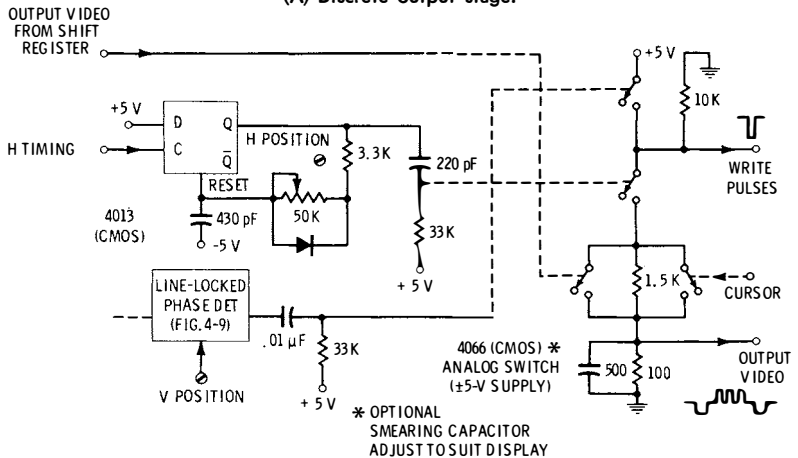 (A) Discrete output stage.
OUTPUT VIDEO
FROM SHIFT
REGISTER
+5 V
10K
+5 V
D
Q
H TIMING
C
Q̅
H POSITION
3.3K
220 pF
WRITE
PULSES
RESET
4013
(CMOS)
430 pF
50K
-5 V
33K
+ 5 V
1.5K
CURSOR
LINE-LOCKED
PHASE DET
(FIG. 4-9)
.01 µF
33K
V POSITION
+ 5 V
4066 (CMOS) *
ANALOG SWITCH
(±5-V SUPPLY)
500
100
OUTPUT
VIDEO
* OPTIONAL
SMEARING CAPACITOR
ADJUST TO SUIT DISPLAY